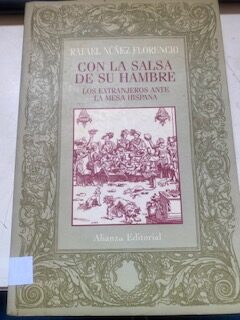 RAFAEL NÚÑEZ FLORENCIO
CON LA SALSA
DE SU HAMBRE
LOS EXTRANJEROS ANTE
LA MESA HISPANA
Alianza Editorial